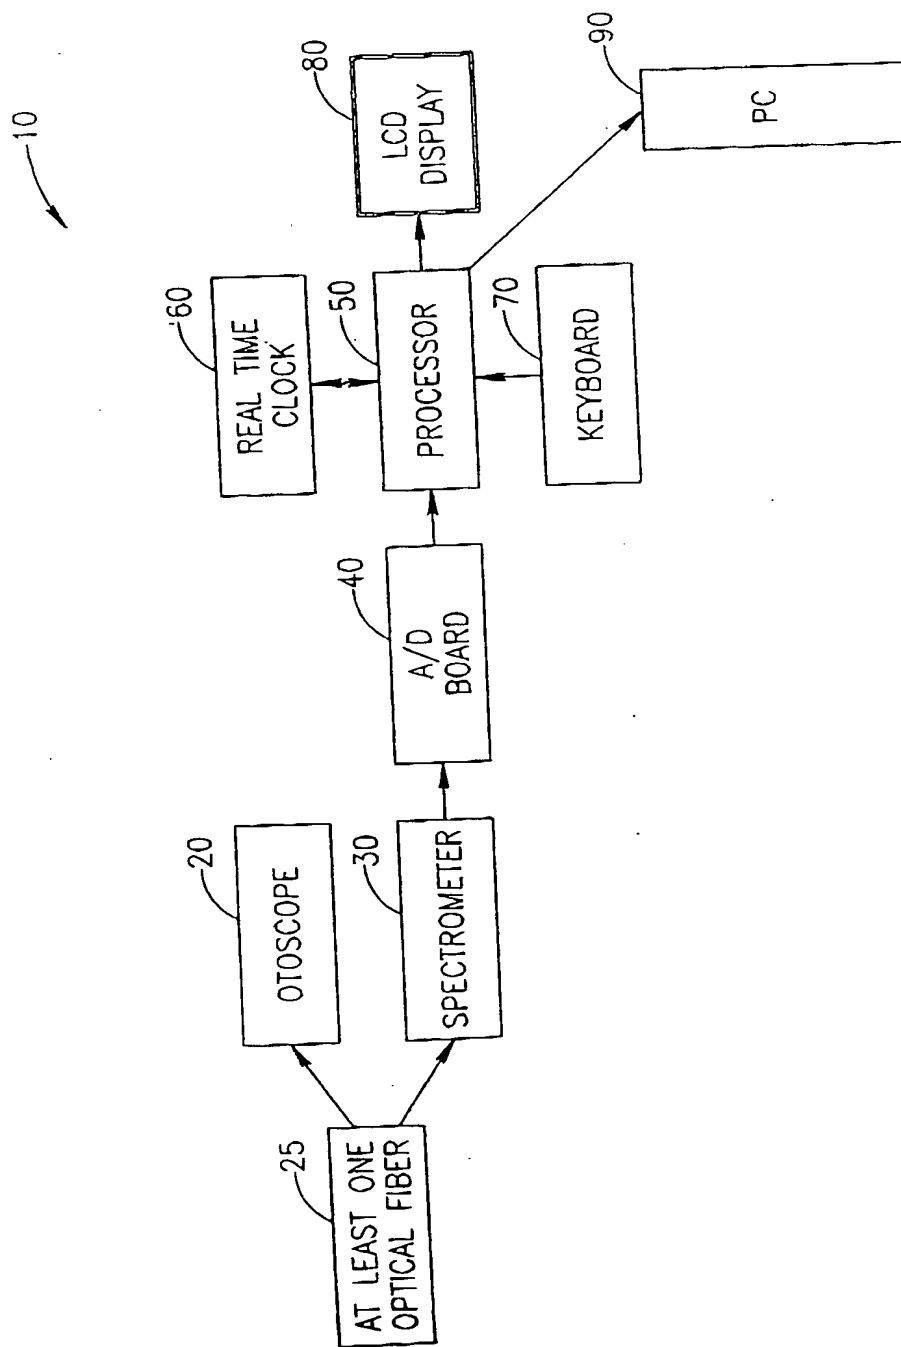 10
25
AT LEAST ONE
OPTICAL FIBER
20
OTOSCOPE
30
SPECTROMETER
40
A/D
BOARD
60
REAL TIME
CLOCK
50
PROCESSOR
70
KEYBOARD
80
LCD
DISPLAY
90
PC